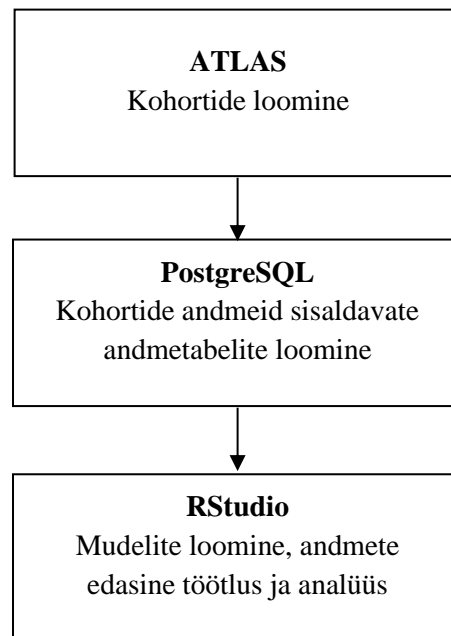 ATLAS
Kohortide loomine
PostgreSQL
Kohortide andmeid sisaldavate
andmetabelite loomine
RStudio
Mudelite loomine, andmete
edasine töötlus ja analüüs